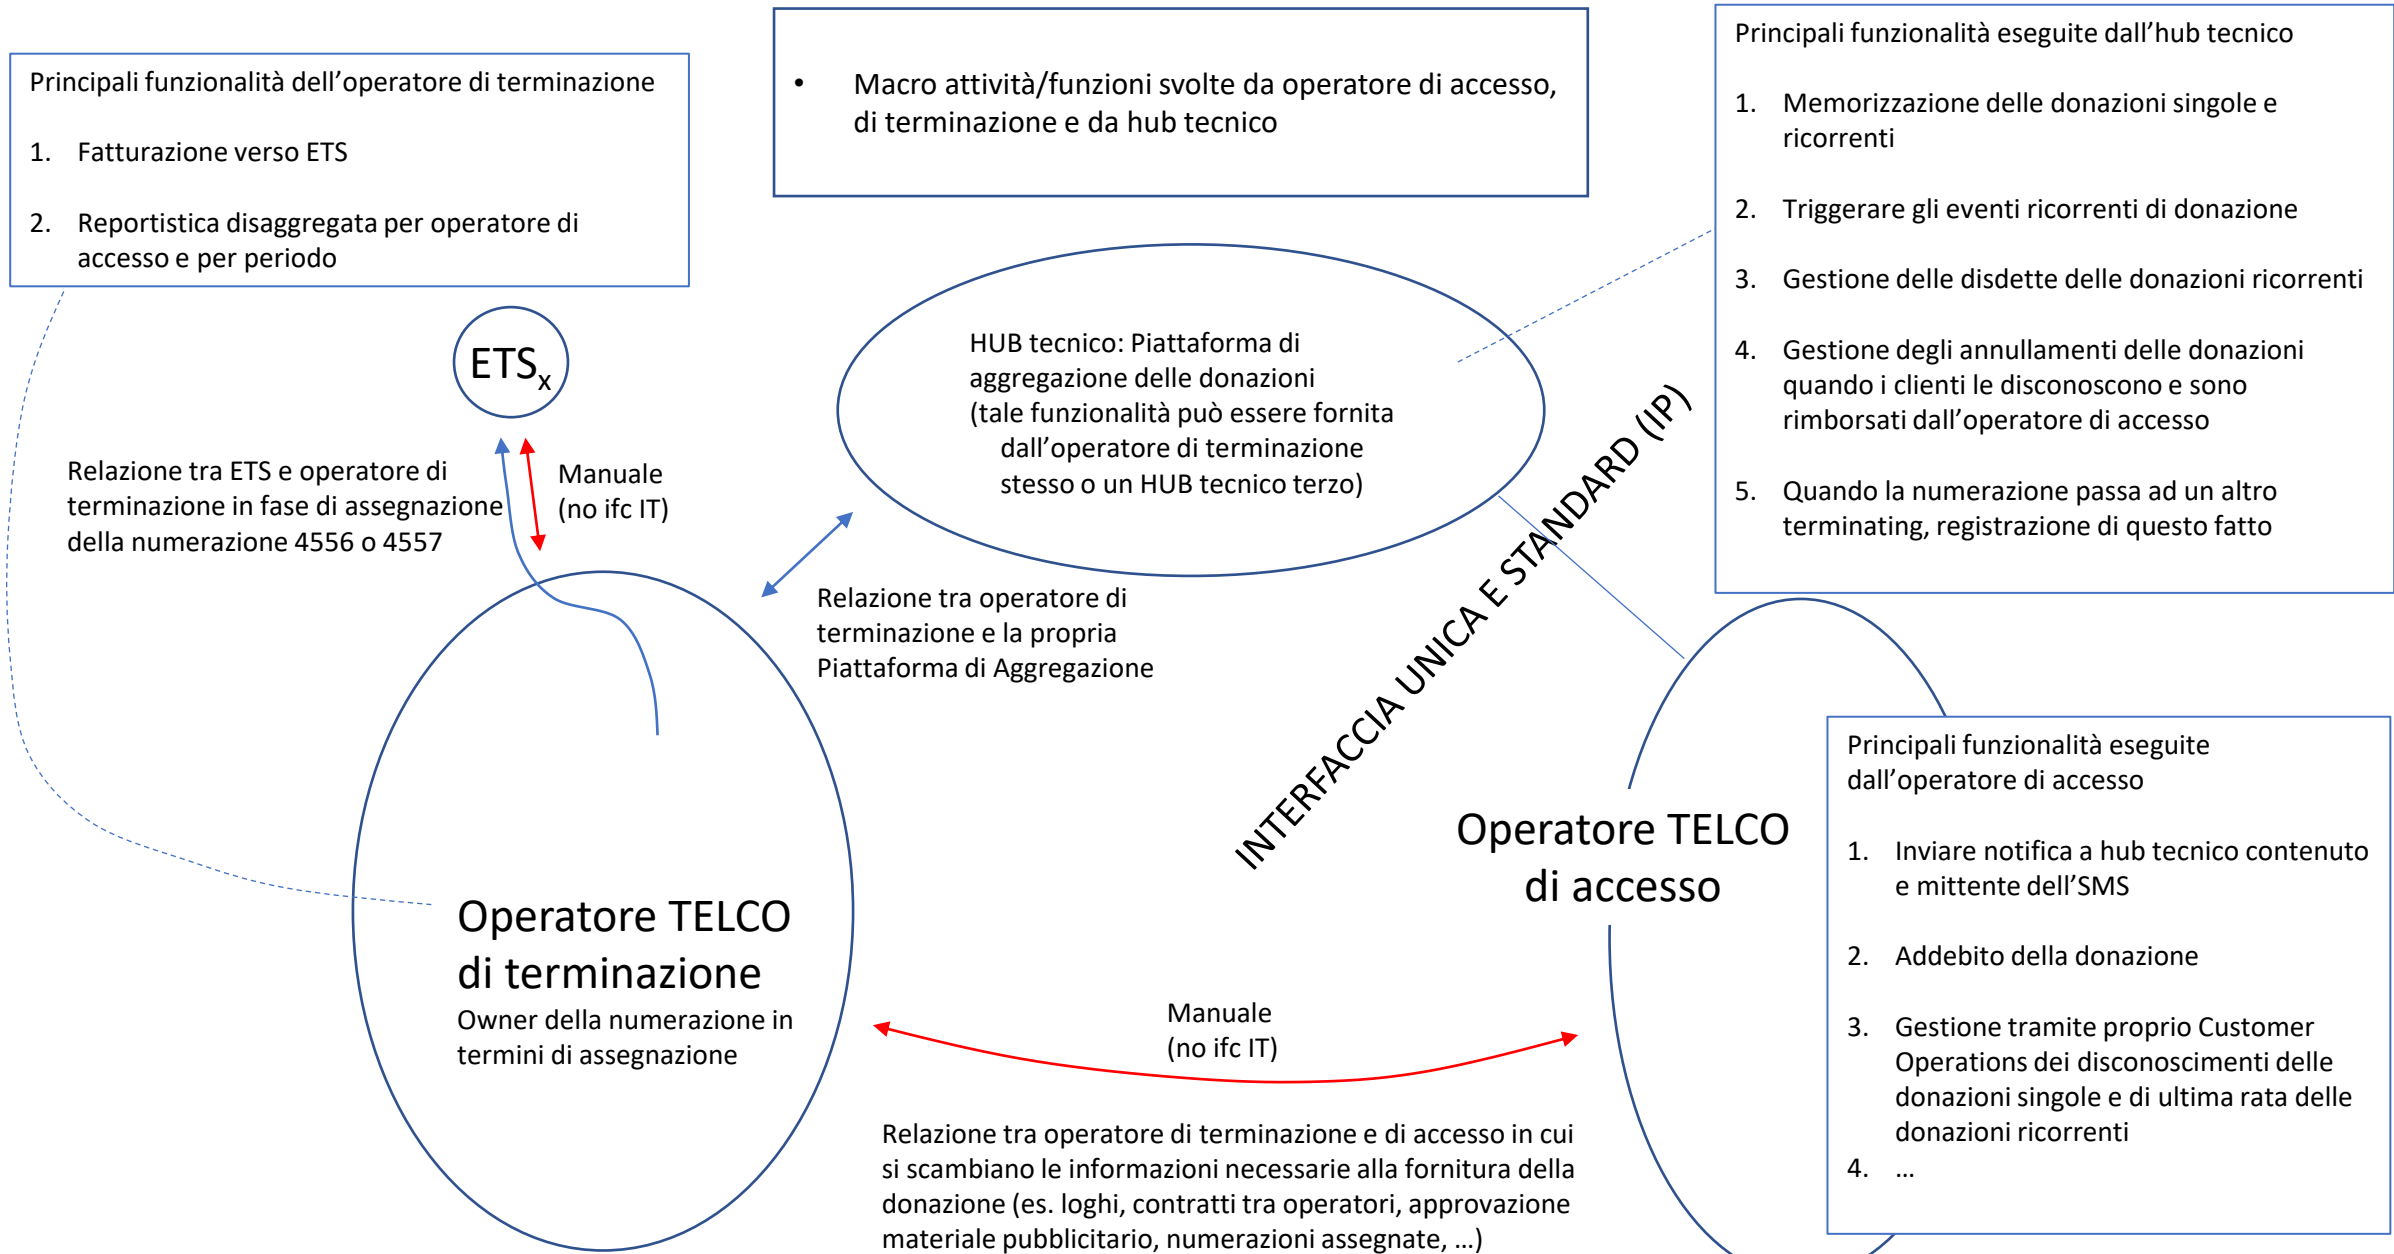 Principali funzionalità dell’operatore di terminazione
1. Fatturazione verso ETS
2. Reportistica disaggregata per operatore di
accesso e per periodo
• Macro attività/funzioni svolte da operatore di accesso,
di terminazione e da hub tecnico
Principali funzionalità eseguite dall’hub tecnico
1. Memorizzazione delle donazioni singole e
ricorrenti
2. Triggerare gli eventi ricorrenti di donazione
3. Gestione delle disdette delle donazioni ricorrenti
4. Gestione degli annullamenti delle donazioni
quando i clienti le disconoscono e sono
rimborsati dall’operatore di accesso
5. Quando la numerazione passa ad un altro
terminating, registrazione di questo fatto
ETSx
HUB tecnico: Piattaforma di
aggregazione delle donazioni
(tale funzionalità può essere fornita
dall’operatore di terminazione
stesso o un HUB tecnico terzo)
Relazione tra ETS e operatore di
terminazione in fase di assegnazione
della numerazione 4556 o 4557
Manuale
(no ifc IT)
Relazione tra operatore di
terminazione e la propria
Piattaforma di Aggregazione
INTERFACCIA UNICA E STANDARD (IP)
Operatore TELCO
di terminazione
Owner della numerazione in
termini di assegnazione
Operatore TELCO
di accesso
Principali funzionalità eseguite
dall’operatore di accesso
1. Inviare notifica a hub tecnico contenuto
e mittente dell’SMS
2. Addebito della donazione
3. Gestione tramite proprio Customer
Operations dei disconoscimenti delle
donazioni singole e di ultima rata delle
donazioni ricorrenti
4. …
Manuale
(no ifc IT)
Relazione tra operatore di terminazione e di accesso in cui
si scambiano le informazioni necessarie alla fornitura della
donazione (es. loghi, contratti tra operatori, approvazione
materiale pubblicitario, numerazioni assegnate, …)